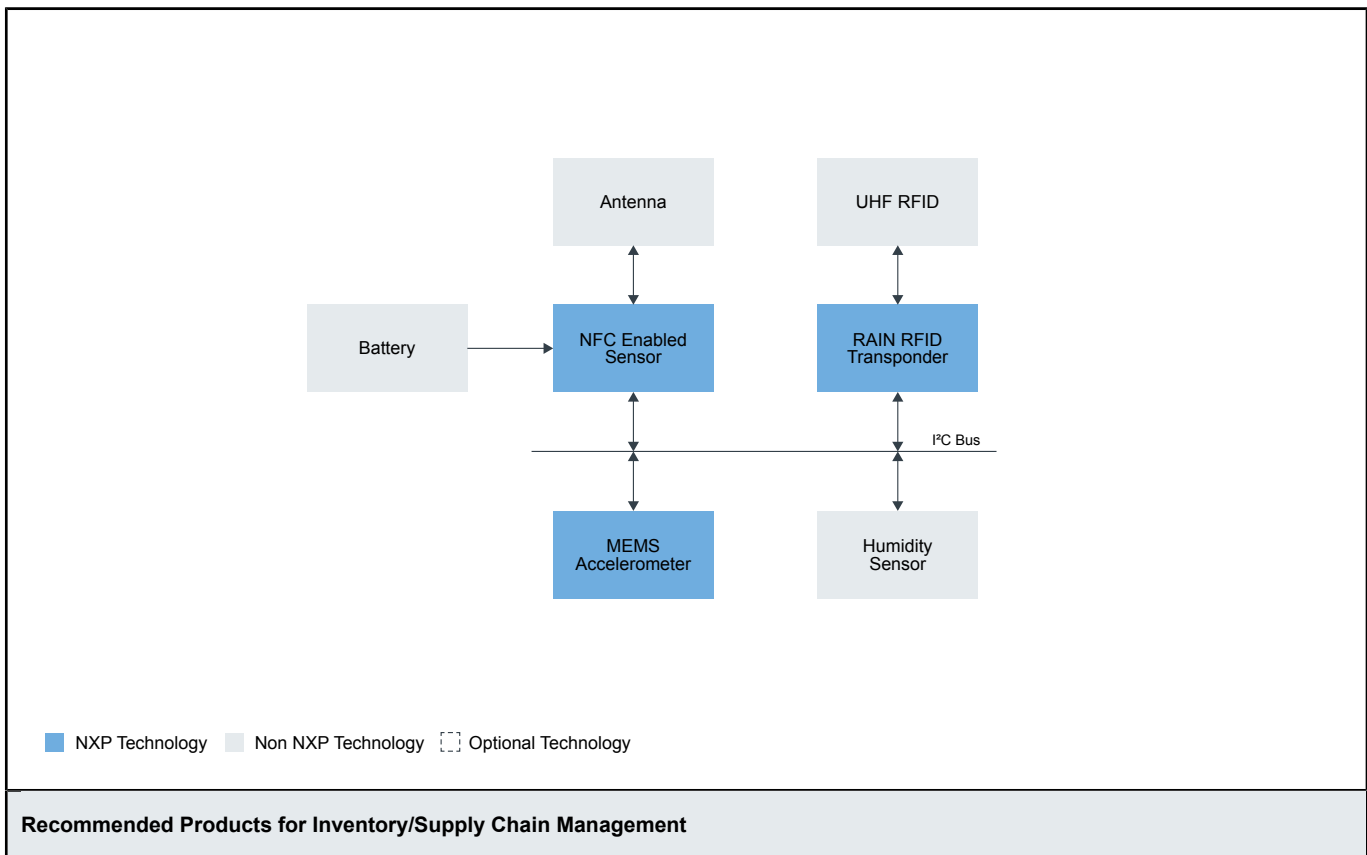 Antenna
UHF RFID
Battery
NFC Enabled
Sensor
RAIN RFID
Transponder
I²C Bus
MEMS
Accelerometer
Humidity
Sensor
NXP Technology
Non NXP Technology
Optional Technology
Recommended Products for Inventory/Supply Chain Management